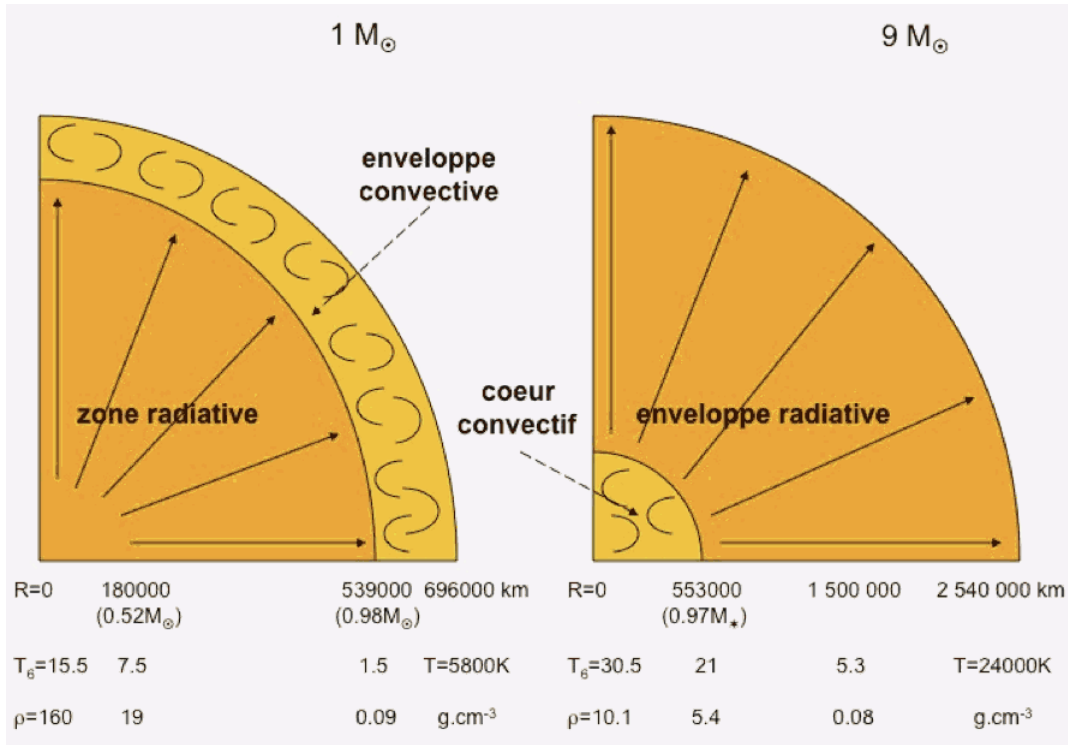 1 M☉
9 M☉
enveloppe
convective
zone radiative
coeur
convectif
enveloppe radiative
R=0 180000 539000 696000 km
(0.52M☉) (0.98M☉)
T₆=15.5 7.5 1.5 T=5800K
ρ=160 19 0.09 g.cm⁻³
R=0 553000 1 500 000 2 540 000 km
(0.97M⁎)
T₆=30.5 21 5.3 T=24000K
ρ=10.1 5.4 0.08 g.cm⁻³